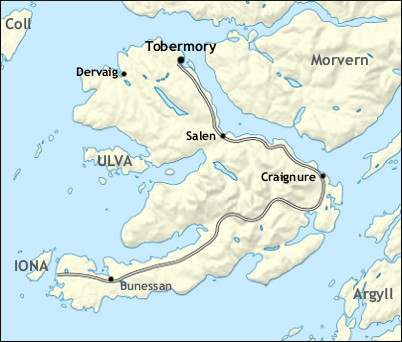 Coll
Tobermory
Morvern
Dervaig
Salen
ULVA
Craignure
IONA
Bunessan
Argyll